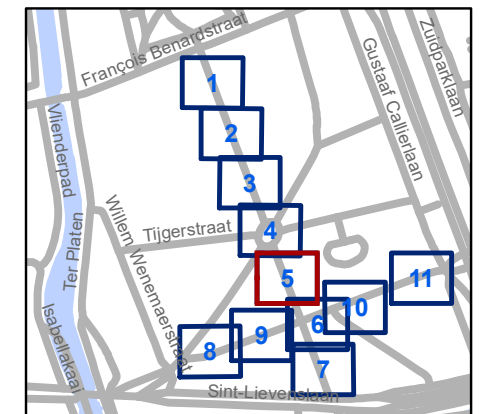 François Benardstraat
Zuidparklaan
Gustaaf Callierlaan
1
Vlienderpad
2
3
Willem Wenemaerstraat
Ter Platen
Tijgerstraat
4
5
11
Isabellakaai
10
6
9
8
7
Sint-Lievenslaan